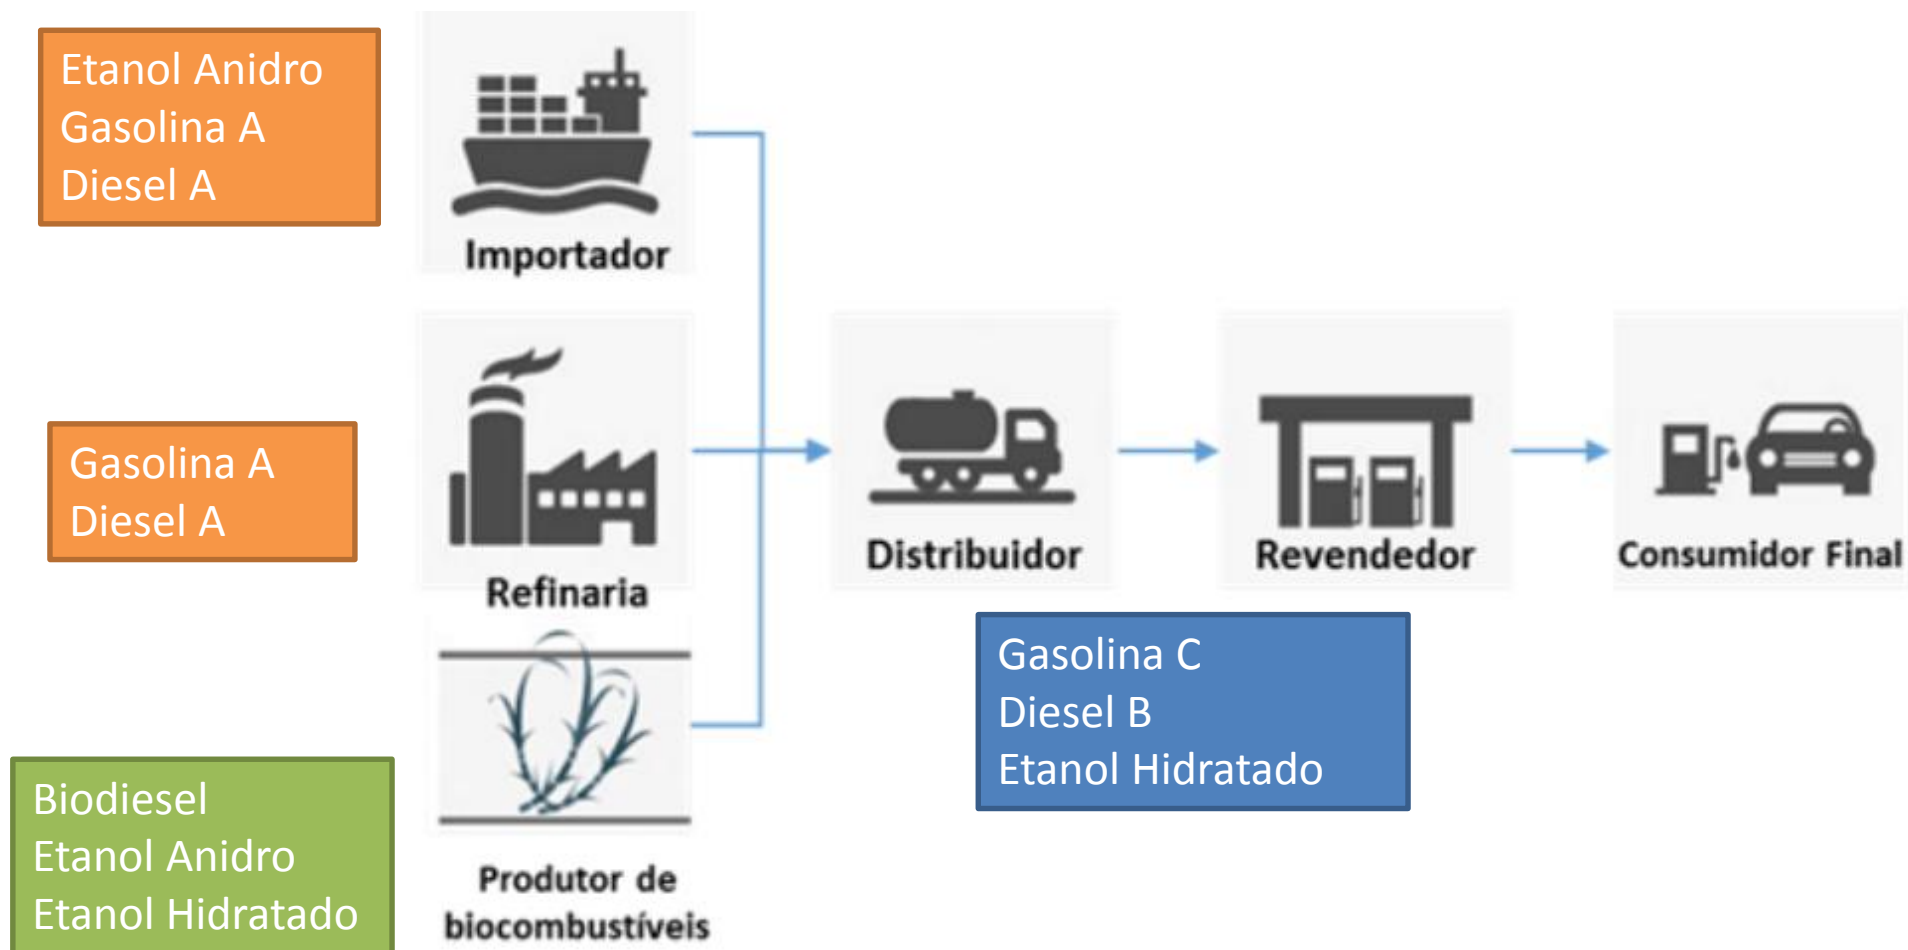 Etanol Anidro
Gasolina A
Diesel A
Importador
Gasolina A
Diesel A
Refinaria
Distribuidor
Revendedor
Consumidor Final
Gasolina C
Diesel B
Etanol Hidratado
Biodiesel
Etanol Anidro
Etanol Hidratado
Produtor de
biocombustíveis